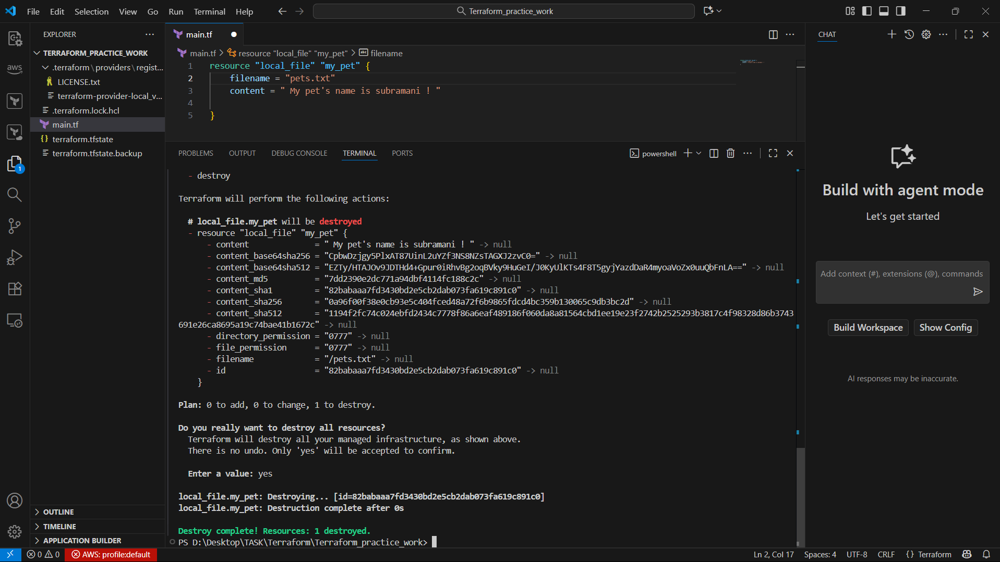 File Edit Selection View Go Run Terminal Help
Terraform_practice_work
EXPLORER
TERRAFORM_PRACTICE_WORK
.terraform\providers\regist...
LICENSE.txt
terraform-provider-local_v...
.terraform.lock.hcl
main.tf
terraform.tfstate
terraform.tfstate.backup
OUTLINE
TIMELINE
APPLICATION BUILDER
main.tf
main.tf > resource "local_file" "my_pet" > filename
1 resource "local_file" "my_pet" {
2 filename = "pets.txt"
3 content = " My pet's name is subramani ! "
4
5 }
PROBLEMS OUTPUT DEBUG CONSOLE TERMINAL PORTS
powershell
- destroy
Terraform will perform the following actions:
# local_file.my_pet will be destroyed
- resource "local_file" "my_pet" {
- content = " My pet's name is subramani ! " -> null
- content_base64sha256 = "CpbwDzjgy5PlxAT87UinL2uYZf3NS8NZsTAGXJ2zvC0=" -> null
- content_base64sha512 = "EZTy/HTAJOv9JDTHd4+Gpur0iRhvBg2oqBVky9HuGeI/J0KyUlKTs4F8T5gyjYazdDaR4myoaVoZx0uuQbFnLA==" -> null
- content_md5 = "7dd2390e2dc771a94dbf4114fc188c2c" -> null
- content_sha1 = "82babaaa7fd3430bd2e5cb2dab073fa619c891c0" -> null
- content_sha256 = "0a96f00f38e0cb93e5c404fced48a72f6b9865fdcd4bc359b130065c9db3bc2d" -> null
- content_sha512 = "1194f2fc74c024ebfd2434c7778f86a6eaf489186f060da8a81564cbd1ee19e23f2742b2525293b3817c4f98328d86b3743
691e26ca8695a19c74bae41b1672c" -> null
- directory_permission = "0777" -> null
- file_permission = "0777" -> null
- filename = "/pets.txt" -> null
- id = "82babaaa7fd3430bd2e5cb2dab073fa619c891c0" -> null
}
Plan: 0 to add, 0 to change, 1 to destroy.
Do you really want to destroy all resources?
Terraform will destroy all your managed infrastructure, as shown above.
There is no undo. Only 'yes' will be accepted to confirm.
Enter a value: yes
local_file.my_pet: Destroying... [id=82babaaa7fd3430bd2e5cb2dab073fa619c891c0]
local_file.my_pet: Destruction complete after 0s
Destroy complete! Resources: 1 destroyed.
PS D:\Desktop\TASK\Terraform\Terraform_practice_work>
CHAT
Build with agent mode
Let's get started
Add context (#), extensions (@), commands
Build Workspace Show Config
AI responses may be inaccurate.
aws
1
0 0 AWS: profile:default
Ln 2, Col 17 Spaces: 4 UTF-8 CRLF {} Terraform